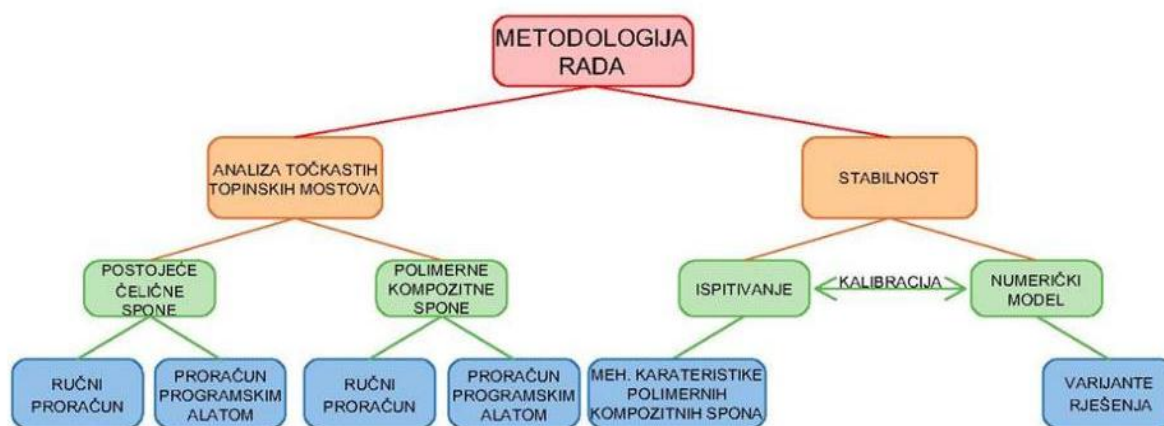 METODOLOGIJA
RADA
ANALIZA TOČKASTIH
TOPINSKIH MOSTOVA
STABILNOST
POSTOJEĆE
ČELIČNE
SPONE
POLIMERNE
KOMPOZITNE
SPONE
ISPITIVANJE
KALIBRACIJA
NUMERIČKI
MODEL
RUČNI
PRORAČUN
PRORAČUN
PROGRAMSKIM
ALATOM
RUČNI
PRORAČUN
PRORAČUN
PROGRAMSKIM
ALATOM
MEH. KARATERISTIKE
POLIMERNIH
KOMPOZITNIH SPONA
VARIJANTE
RJEŠENJA